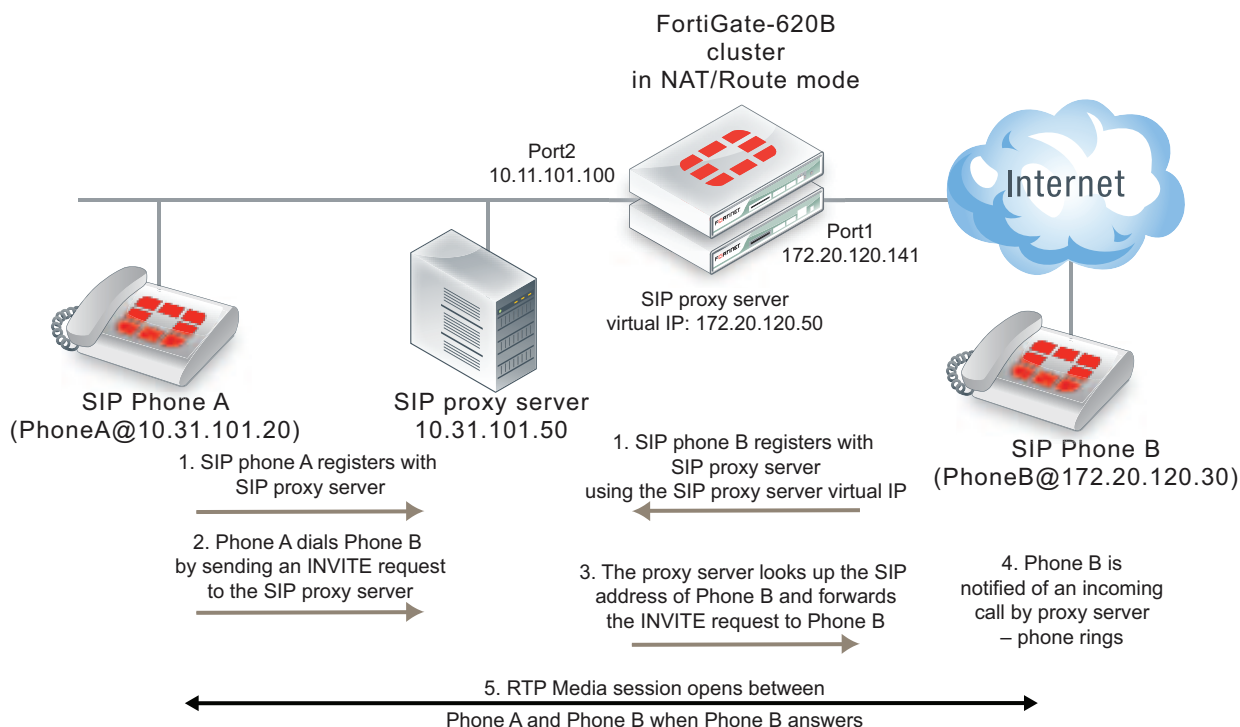 FortiGate-620B
cluster
in NAT/Route mode
Port2
10.11.101.100
Internet
FORTINET
FORTINET
Port1
172.20.120.141
SIP proxy server
virtual IP: 172.20.120.50
SIP Phone A
(PhoneA@10.31.101.20)
SIP proxy server
10.31.101.50
SIP Phone B
(PhoneB@172.20.120.30)
1. SIP phone A registers with
SIP proxy server
1. SIP phone B registers with
SIP proxy server
using the SIP proxy server virtual IP
2. Phone A dials Phone B
by sending an INVITE request
to the SIP proxy server
3. The proxy server looks up the SIP
address of Phone B and forwards
the INVITE request to Phone B
4. Phone B is
notified of an incoming
call by proxy server
– phone rings
5. RTP Media session opens between
Phone A and Phone B when Phone B answers